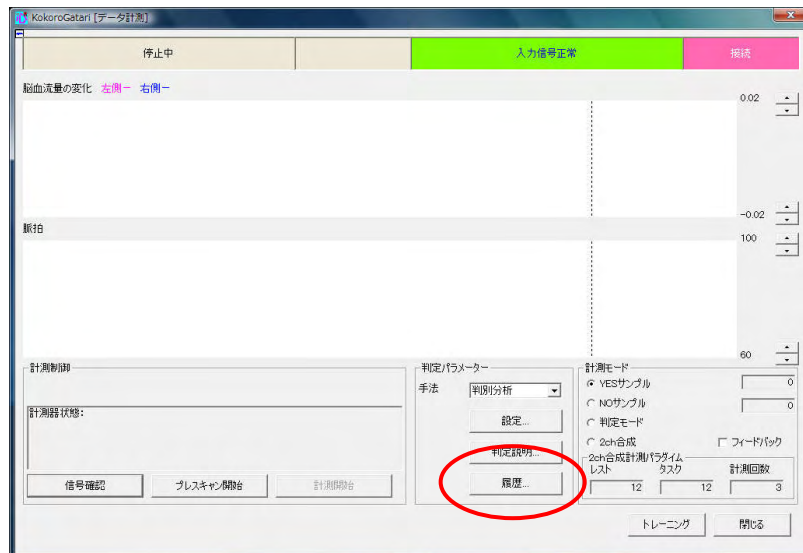 KokoroGatari [データ計測]
停止中 入力信号正常 接続
脳血流量の変化 左側ー 右側ー
0.02
-0.02
脈拍
100
60
計測制御
計測器状態:
信号確認 プレスキャン開始 計測開始
判定パラメーター
手法 判別分析
設定...
判定説明...
履歴...
計測モード
YESサンプル 0
NOサンプル 0
判定モード
2ch合成 フィードバック
2ch合成計測パラダイム
レスト タスク 計測回数
12 12 3
トレーニング 閉じる